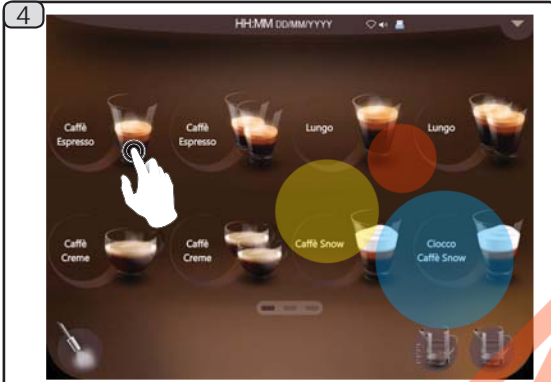 4
HH:MM DD/MM/YYYY
Caffè
Espresso
Caffè
Espresso
Lungo
Lungo
Caffè
Creme
Caffè
Creme
Caffè Snow
Ciocco
Caffè Snow